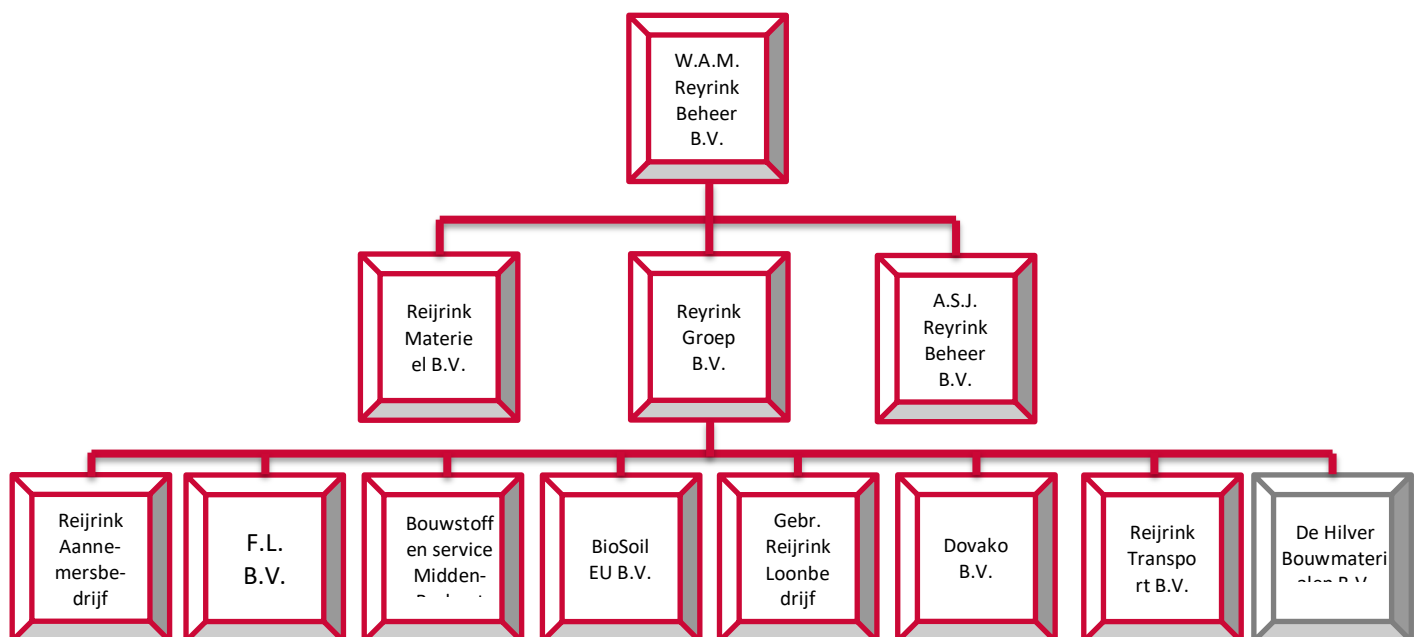 W.A.M.
Reyrink
Beheer
B.V.
Reijrink
Materie
el B.V.
Reyrink
Groep
B.V.
A.S.J.
Reyrink
Beheer
B.V.
Reijrink
Aanne-
mersbe-
drijf
F.L.
B.V.
Bouwstoff
en service
Midden-
BioSoil
EU B.V.
Gebr.
Reijrink
Loonbe
drijf
Dovako
B.V.
Reijrink
Transpo
rt B.V.
De Hilver
Bouwmateri
alen B.V.